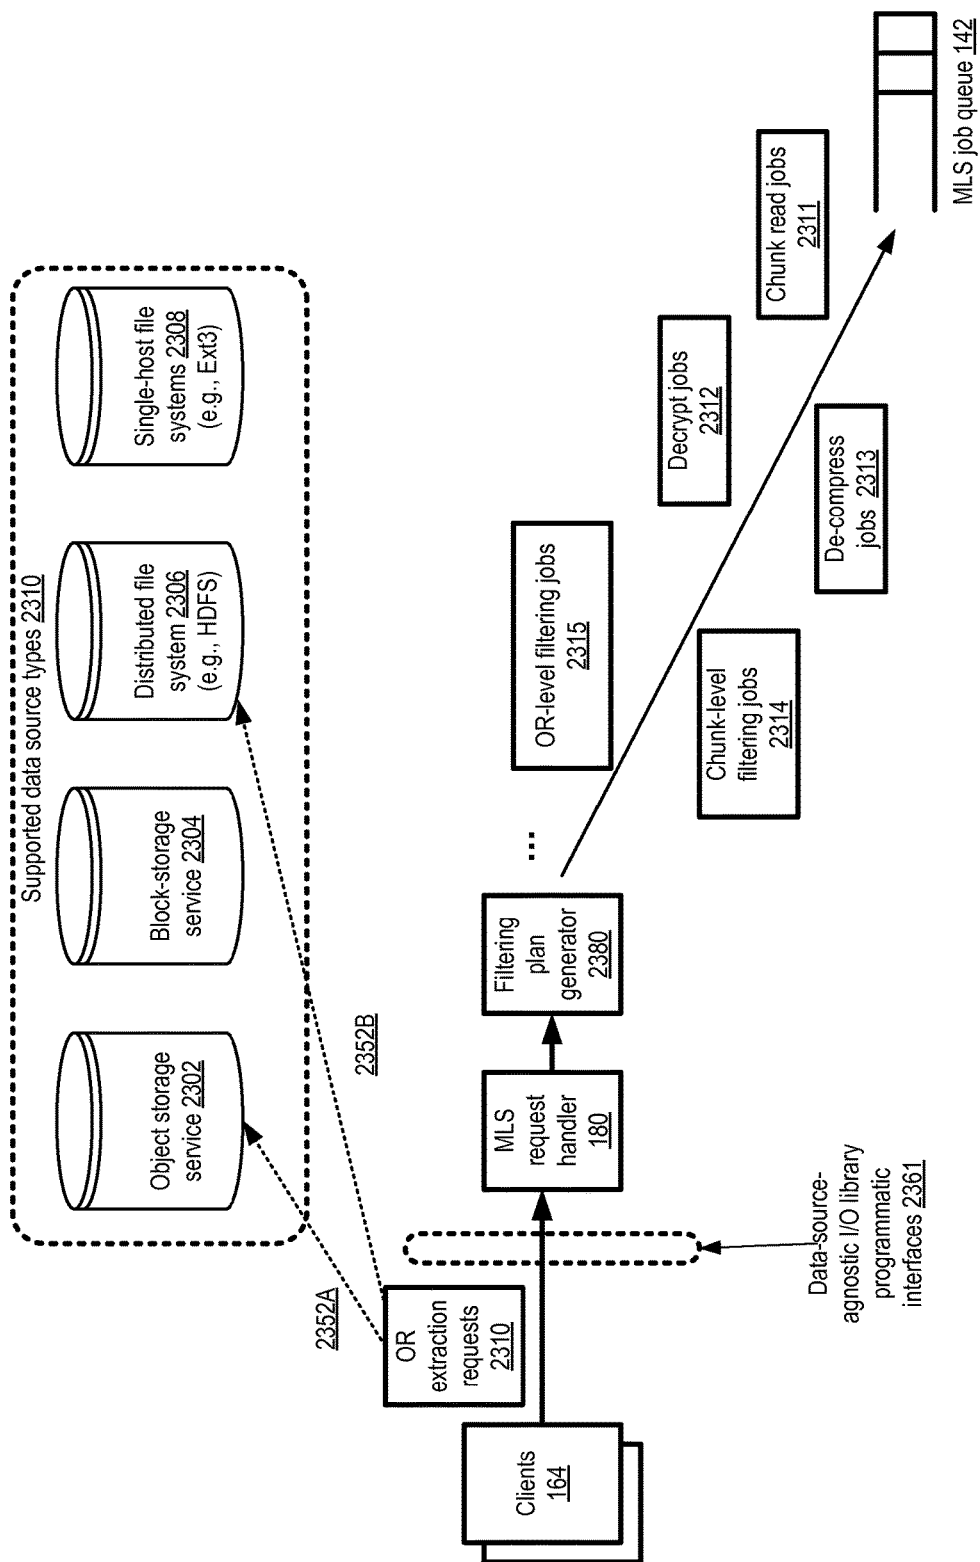 Supported data source types 2310
Object storage
service 2302
Block-storage
service 2304
Distributed file
system 2306
(e.g., HDFS)
Single-host file
systems 2308
(e.g., Ext3)
2352A
2352B
OR
extraction
requests
2310
Clients
164
MLS
request
handler
180
Filtering
plan
generator
2380
...
OR-level filtering jobs
2315
Decrypt jobs
2312
Chunk read jobs
2311
Chunk-level
filtering jobs
2314
De-compress
jobs 2313
Data-source-
agnostic I/O library
programmatic
interfaces 2361
MLS job queue 142